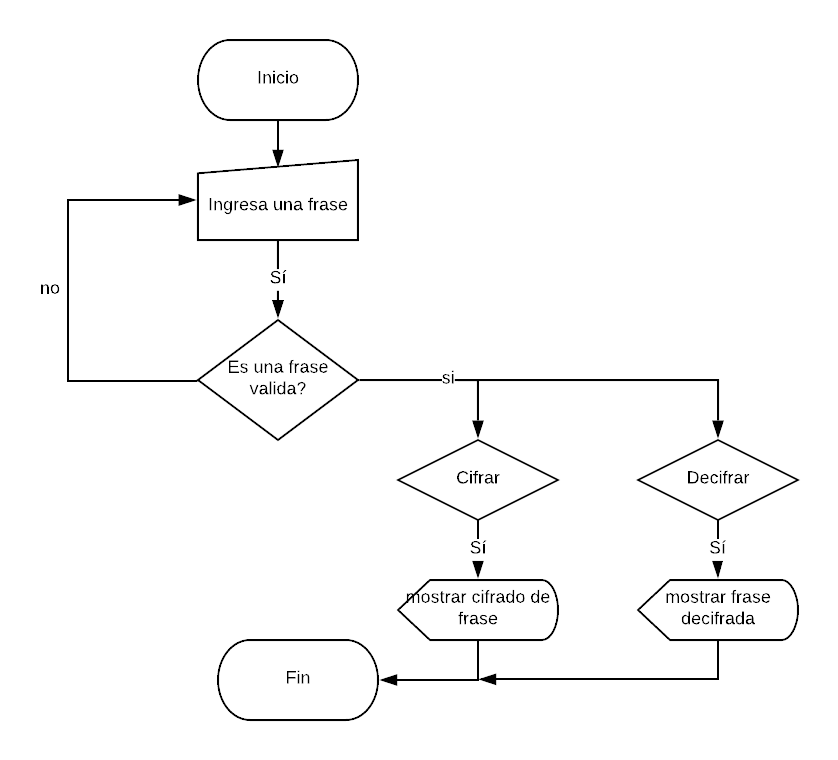 Inicio
Ingresa una frase
Sí
no
Es una frase
valida?
si
Cifrar
Decifrar
Sí
Sí
mostrar cifrado de
frase
mostrar frase
decifrada
Fin